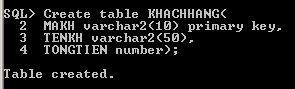 SQL> Create table KHACHHANG(
2 MAKH varchar2(10) primary key,
3 TENKH varchar2(50),
4 TONGTIEN number);
Table created.